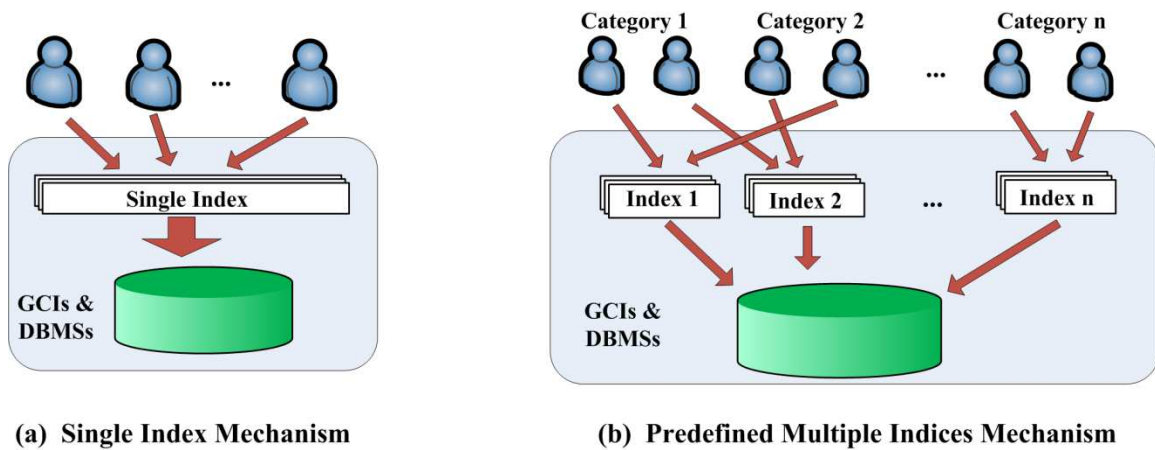 ...
Single Index
GCIs &
DBMSs
(a) Single Index Mechanism
Category 1 Category 2 Category n
...
Index 1 Index 2 ... Index n
GCIs &
DBMSs
(b) Predefined Multiple Indices Mechanism